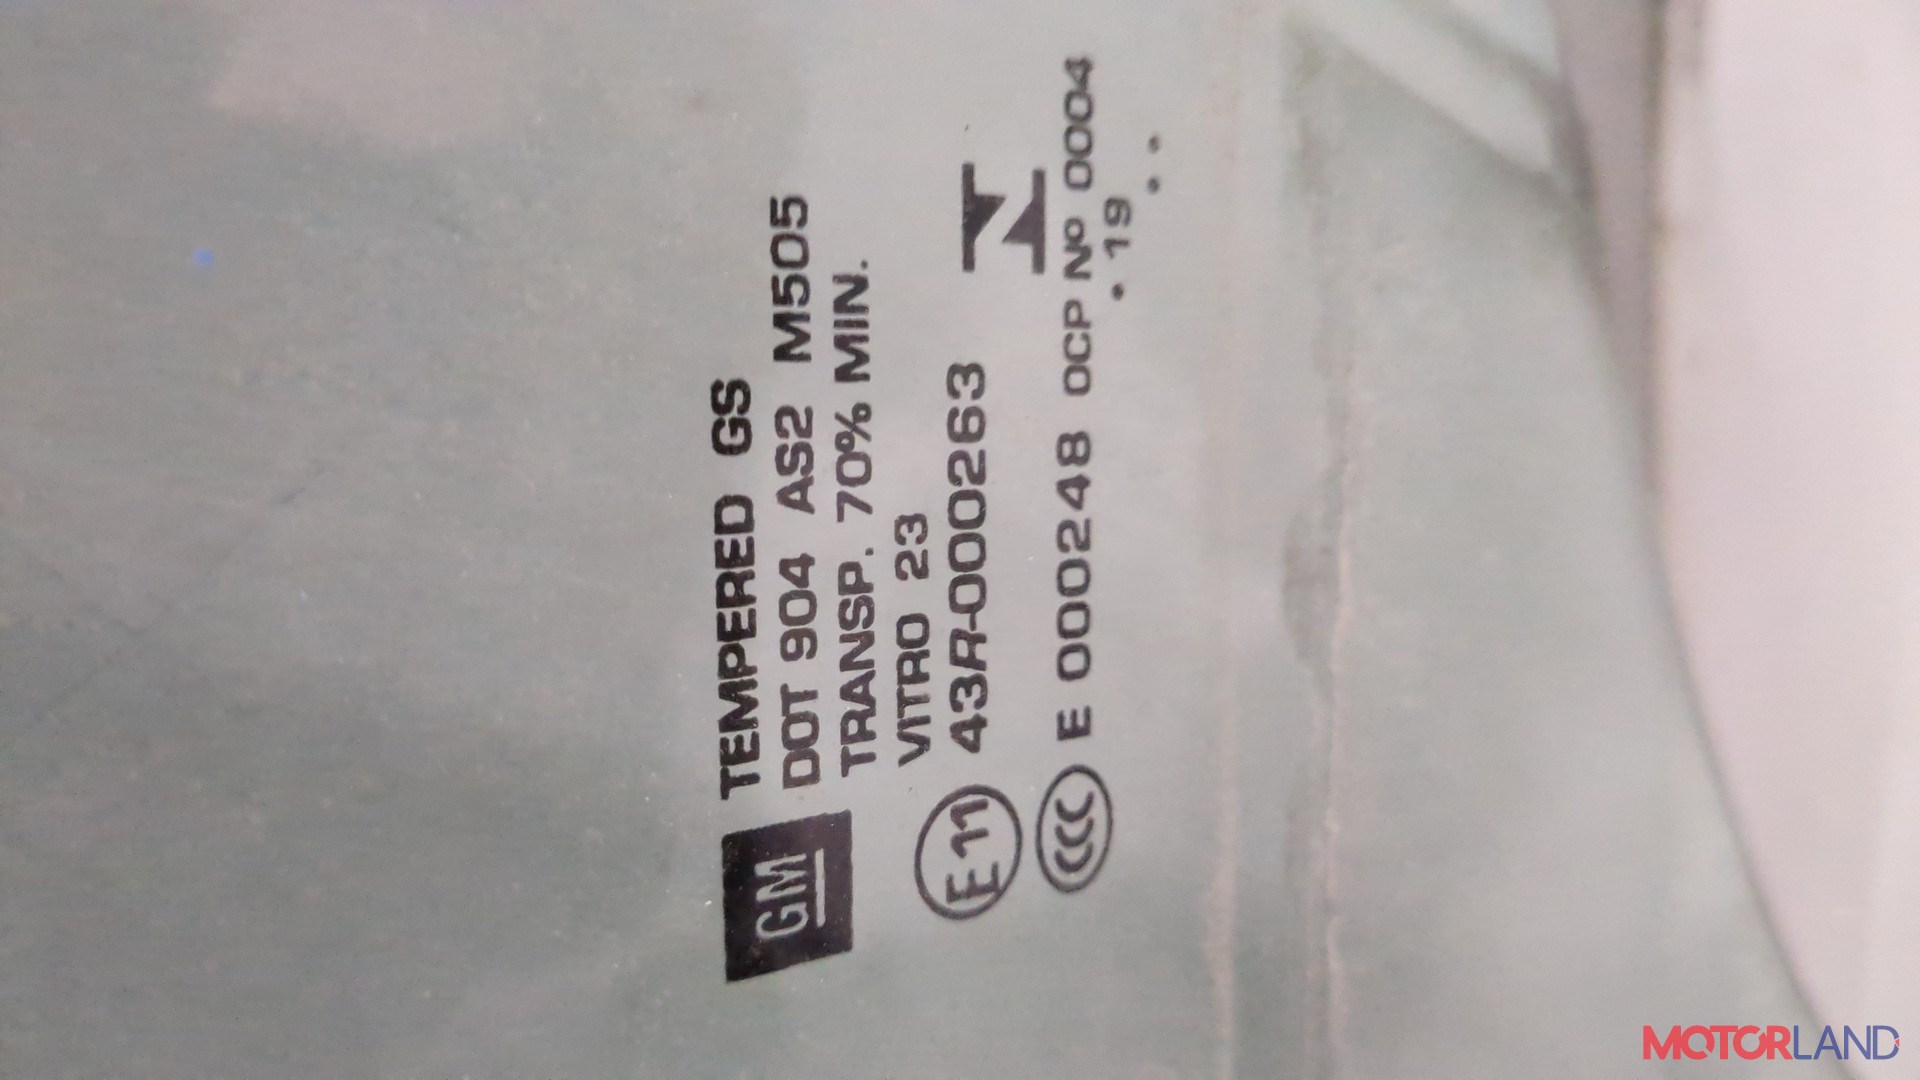 GM
TEMPERED GS
DOT 904 AS2 M505
TRANSP. 70% MIN.
VITRO 23
E11 43R-000263
CCC E 000248 OCP Nº 0004
. 19 ..
MOTORLAND